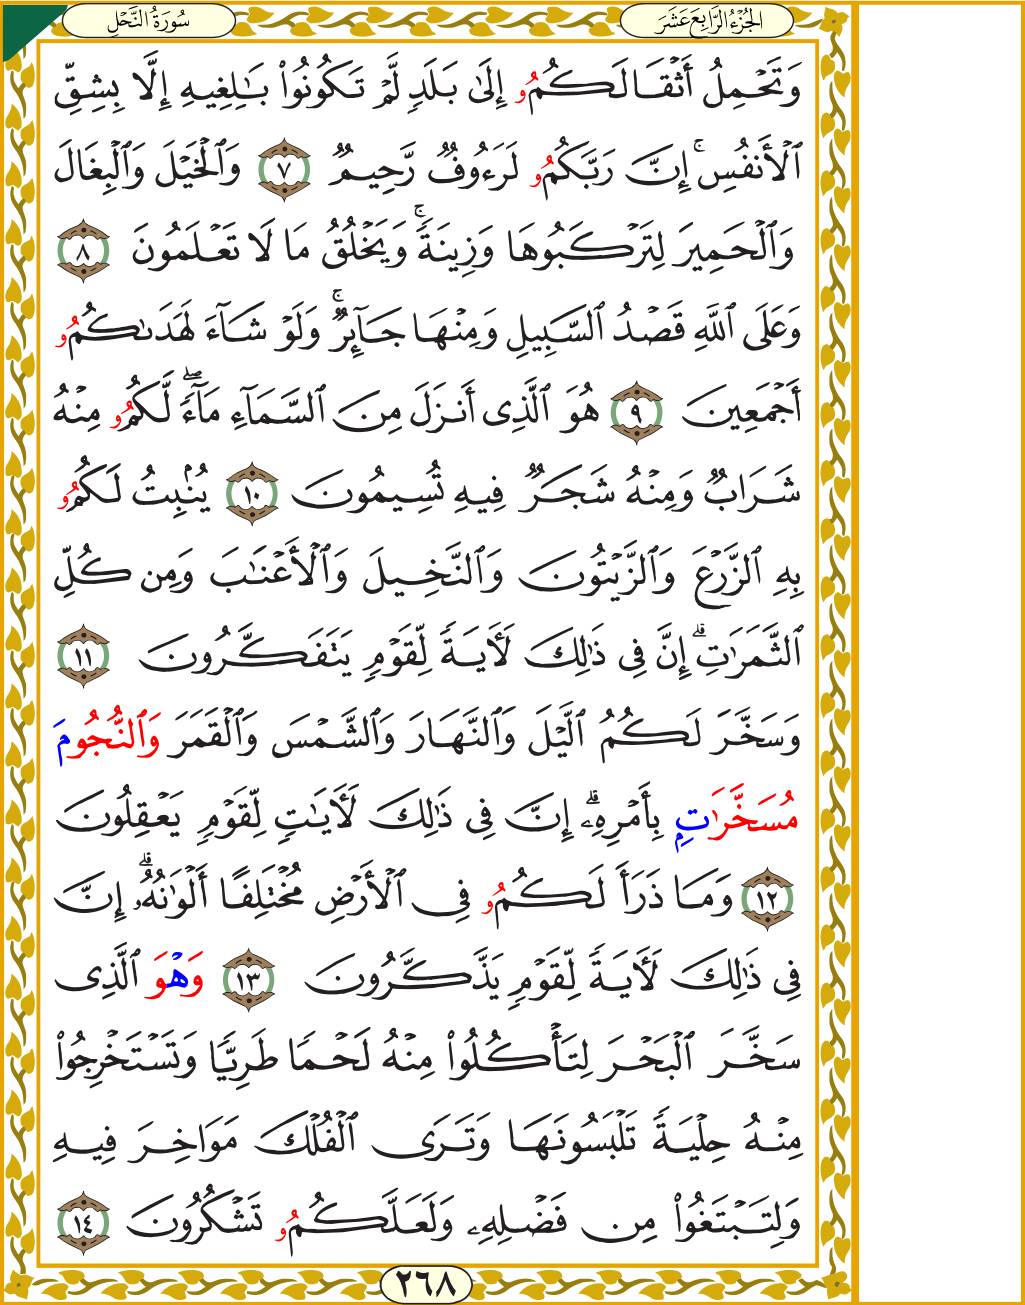 الجُزْءُ الرَّابِعَ عَشَرَ
سُورَةُ النَّحْلِ
وَتَحْمِلُ أَثْقَالَكُمُۥ إِلَىٰ بَلَدٍ لَّمْ تَكُونُواْ بَٰلِغِيهِ إِلَّا بِشِقِّ
ٱلْأَنفُسِ ۚ إِنَّ رَبَّكُمُۥ لَرَءُوفٌ رَّحِيمٌ ٧ وَٱلْخَيْلَ وَٱلْبِغَالَ
وَٱلْحَمِيرَ لِتَرْكَبُوهَا وَزِينَةً ۚ وَيَخْلُقُ مَا لَا تَعْلَمُونَ ٨
وَعَلَى ٱللَّهِ قَصْدُ ٱلسَّبِيلِ وَمِنْهَا جَآئِرٌ ۚ وَلَوْ شَآءَ لَهَدَىٰكُمُۥ
أَجْمَعِينَ ٩ هُوَ ٱلَّذِى أَنزَلَ مِنَ ٱلسَّمَآءِ مَآءً ۖ لَّكُمُۥ مِنْهُ
شَرَابٌ وَمِنْهُ شَجَرٌ فِيهِ تُسِيمُونَ ١٠ يُنۢبِتُ لَكُمُۥ
بِهِ ٱلزَّرْعَ وَٱلزَّيْتُونَ وَٱلنَّخِيلَ وَٱلْأَعْنَٰبَ وَمِن كُلِّ
ٱلثَّمَرَٰتِ ۗ إِنَّ فِى ذَٰلِكَ لَأٓيَةً لِّقَوْمٍ يَتَفَكَّرُونَ ١١
وَسَخَّرَ لَكُمُ ٱلَّيْلَ وَٱلنَّهَارَ وَٱلشَّمْسَ وَٱلْقَمَرَ وَٱلنُّجُومَ
مُسَخَّرَٰتٍۭ بِأَمْرِهِۦٓ ۗ إِنَّ فِى ذَٰلِكَ لَأٓيَٰتٍ لِّقَوْمٍ يَعْقِلُونَ
١٢ وَمَا ذَرَأَ لَكُمُۥ فِى ٱلْأَرْضِ مُخْتَلِفًا أَلْوَٰنُهُۥٓ ۗ إِنَّ
فِى ذَٰلِكَ لَأٓيَةً لِّقَوْمٍ يَذَّكَّرُونَ ١٣ وَهْوَ ٱلَّذِى
سَخَّرَ ٱلْبَحْرَ لِتَأْكُلُواْ مِنْهُ لَحْمًا طَرِيًّا وَتَسْتَخْرِجُواْ
مِنْهُ حِلْيَةً تَلْبَسُونَهَا وَتَرَى ٱلْفُلْكَ مَوَاخِرَ فِيهِ
وَلِتَبْتَغُواْ مِن فَضْلِهِۦ وَلَعَلَّكُمُۥ تَشْكُرُونَ ١٤
٢٦٨